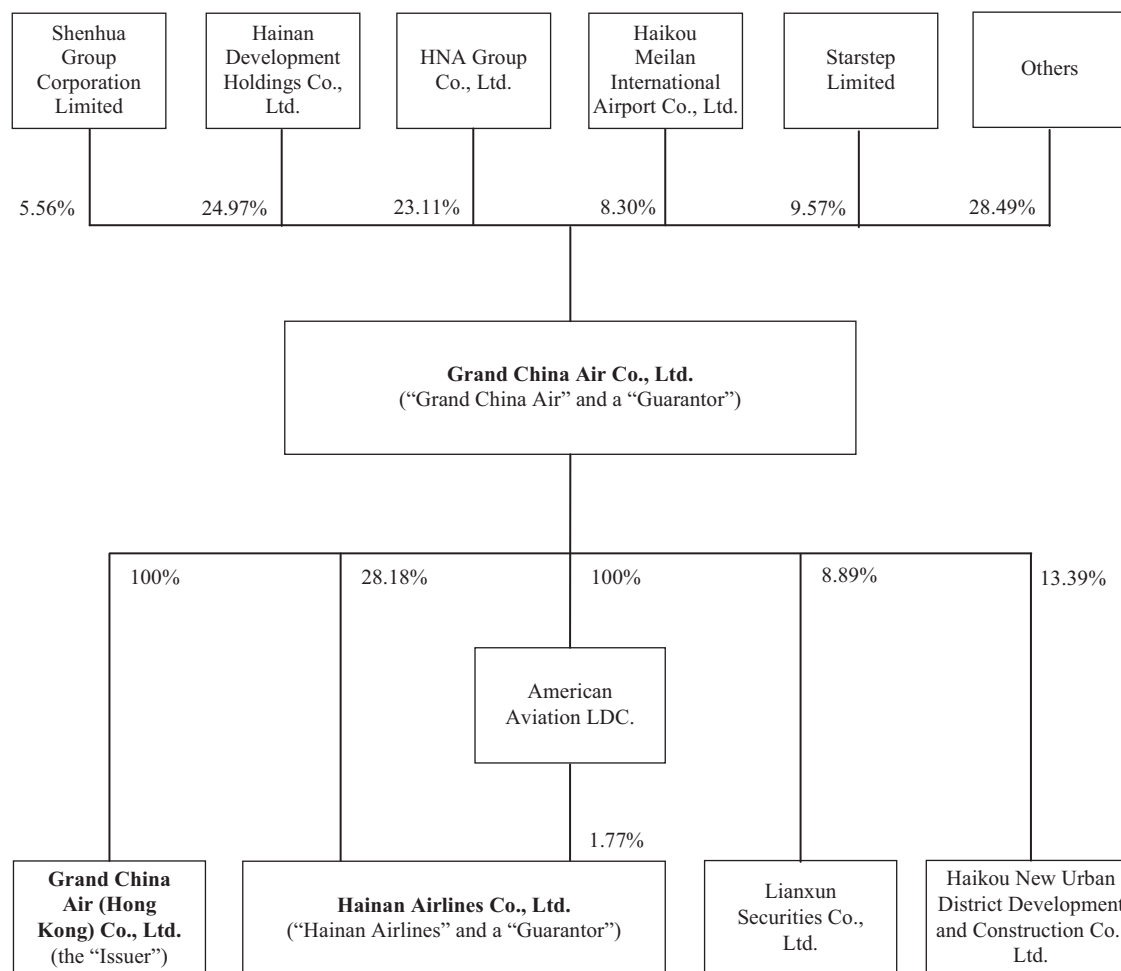 Shenhua
Group
Corporation
Limited
Hainan
Development
Holdings Co.,
Ltd.
HNA Group
Co., Ltd.
Haikou
Meilan
International
Airport Co., Ltd.
Starstep
Limited
Others
5.56%
24.97%
23.11%
8.30%
9.57%
28.49%
Grand China Air Co., Ltd.
(“Grand China Air” and a “Guarantor”)
100%
28.18%
100%
8.89%
13.39%
American
Aviation LDC.
1.77%
Grand China
Air (Hong
Kong) Co., Ltd.
(the “Issuer”)
Hainan Airlines Co., Ltd.
(“Hainan Airlines” and a “Guarantor”)
Lianxun
Securities Co.,
Ltd.
Haikou New Urban
District Development
and Construction Co.
Ltd.